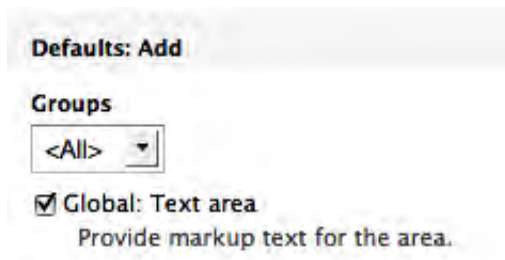 Defaults: Add
Groups
<All>
Global: Text area
Provide markup text for the area.